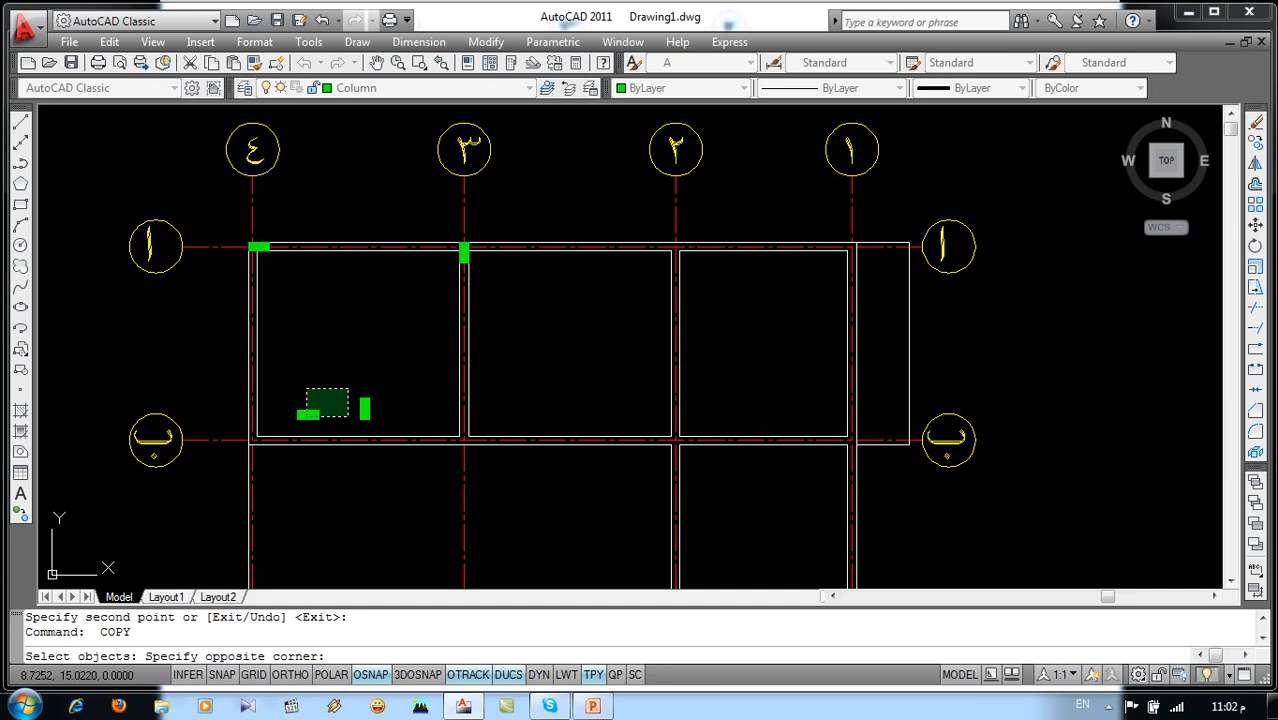 AutoCAD Classic
AutoCAD 2011 Drawing1.dwg
Type a keyword or phrase
File Edit View Insert Format Tools Draw Dimension Modify Parametric Window Help Express
A Standard Standard Standard
AutoCAD Classic Column ByLayer ByLayer ByLayer ByColor
٤ ٣ ٢ ١
N
W TOP E
S
WCS
أ أ
ب ب
Y
X
Model Layout1 Layout2
Specify second point or [Exit/Undo] <Exit>:
Command: COPY
Select objects: Specify opposite corner:
8.7252, 15.0220, 0.0000 INFER SNAP GRID ORTHO POLAR OSNAP 3DOSNAP OTRACK DUCS DYN LWT TPY QP SC MODEL 1:1
EN 11:02 م